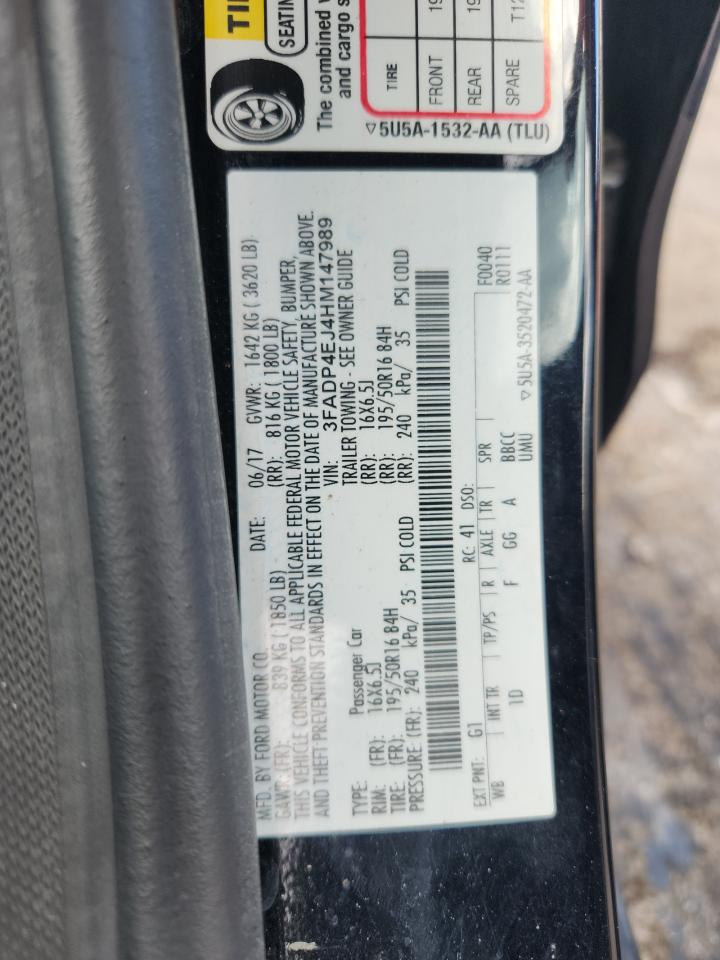 TI
SEATIN
The combined
and cargo s
TIRE
FRONT 19 
REAR 19
SPARE T12
▽5U5A-1532-AA (TLU)
MFD. BY FORD MOTOR CO. DATE: 06/17 GVWR: 1642 KG ( 3620 LB)
GAWR: (FR): 839 KG ( 1850 LB) (RR): 816 KG ( 1800 LB)
THIS VEHICLE CONFORMS TO ALL APPLICABLE FEDERAL MOTOR VEHICLE SAFETY, BUMPER,
AND THEFT PREVENTION STANDARDS IN EFFECT ON THE DATE OF MANUFACTURE SHOWN ABOVE.
VIN: 3FADP4EJ4HM147989
TYPE: Passenger Car TRAILER TOWING - SEE OWNER GUIDE
RIM: (FR): 16X6.5J (RR): 16X6.5J
TIRE: (FR): 195/50R16 84H (RR): 195/50R16 84H
PRESSURE: (FR): 240 kPa/ 35 PSI COLD (RR): 240 kPa/ 35 PSI COLD
EXT PNT: G1 RC: 41 DSO: F0040
WB INT TR TP/PS R AXLE TR SPR R0111
1D F GG A BBCC
UMU
▽5U5A-3520472-AA